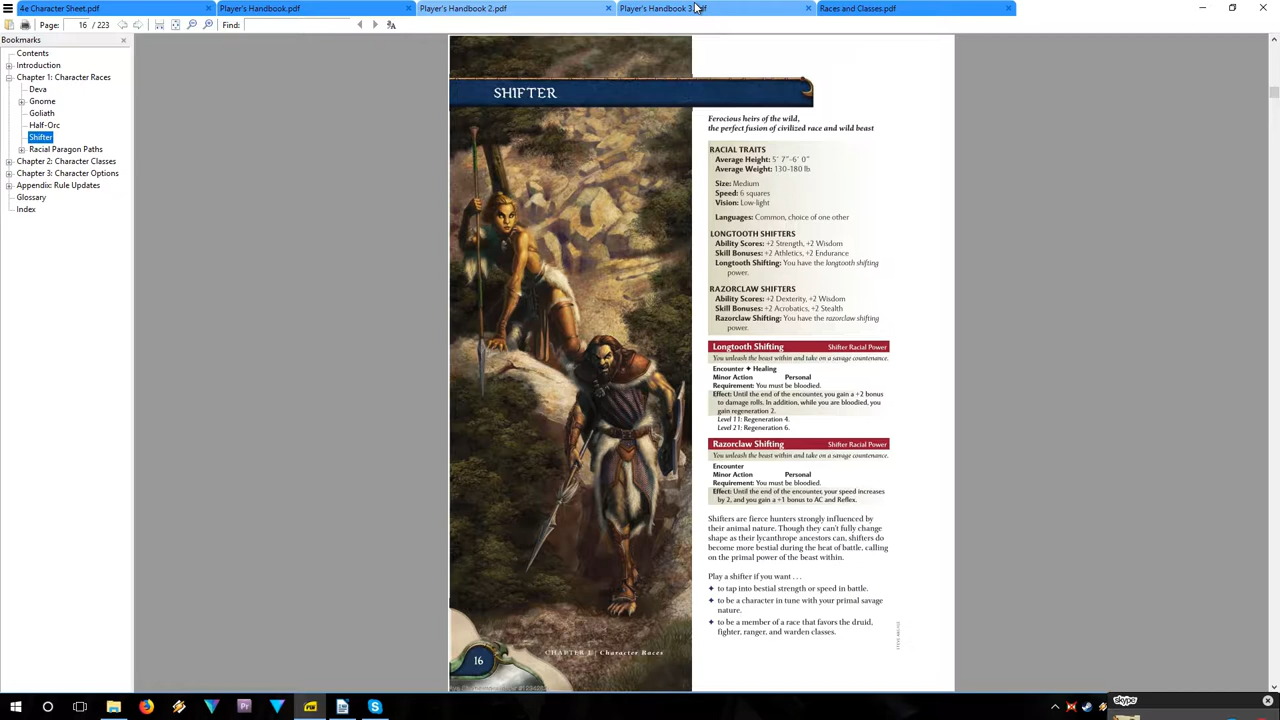 4e Character Sheet.pdf
Player's Handbook.pdf
Player's Handbook 2.pdf
Player's Handbook 3.pdf
Races and Classes.pdf
Page: 16 / 223
Find:
Bookmarks
Contents
Introduction
Chapter 1: Character Races
Deva
Gnome
Goliath
Half-Orc
Shifter
Racial Paragon Paths
Chapter 2: Character Classes
Chapter 3: Character Options
Appendix: Rule Updates
Glossary
Index
SHIFTER
Ferocious heirs of the wild,
the perfect fusion of civilized race and wild beast
RACIAL TRAITS
Average Height: 5´ 7˝–6´ 0˝
Average Weight: 130–180 lb
Size: Medium
Speed: 6 squares
Vision: Low-light
Languages: Common, choice of one other
LONGTOOTH SHIFTERS
Ability Scores: +2 Strength, +2 Wisdom
Skill Bonuses: +2 Athletics, +2 Endurance
Longtooth Shifting: You have the longtooth shifting
power.
RAZORCLAW SHIFTERS
Ability Scores: +2 Dexterity, +2 Wisdom
Skill Bonuses: +2 Acrobatics, +2 Stealth
Razorclaw Shifting: You have the razorclaw shifting
power.
Longtooth Shifting Shifter Racial Power
You unleash the beast within and take on a savage countenance.
Encounter ✦ Healing
Minor Action Personal
Requirement: You must be bloodied.
Effect: Until the end of the encounter, you gain a +2 bonus
to damage rolls. In addition, while you are bloodied, you
gain regeneration 2.
Level 11: Regeneration 4.
Level 21: Regeneration 6.
Razorclaw Shifting Shifter Racial Power
You unleash the beast within and take on a savage countenance.
Encounter
Minor Action Personal
Requirement: You must be bloodied.
Effect: Until the end of the encounter, your speed increases
by 2, and you gain a +1 bonus to AC and Reflex.
Shifters are fierce hunters strongly influenced by
their animal nature. Though they can't fully change
shape as their lycanthrope ancestors can, shifters do
become more bestial during the heat of battle, calling
on the primal power of the beast within.
Play a shifter if you want . . .
✦ to tap into bestial strength or speed in battle.
✦ to be a character in tune with your primal savage
nature.
✦ to be a member of a race that favors the druid,
fighter, ranger, and warden classes.
CHAPTER 1 | Character Races
16
skype